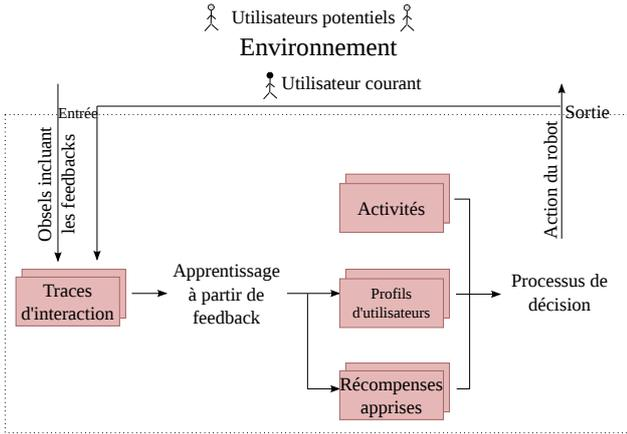 Utilisateurs potentiels
Environnement
Utilisateur courant
Entrée
Sortie
Obsels incluant
les feedbacks
Action du robot
Activités
Traces
d'interaction
Apprentissage
à partir de
feedback
Profils
d'utilisateurs
Processus de
décision
Récompenses
apprises